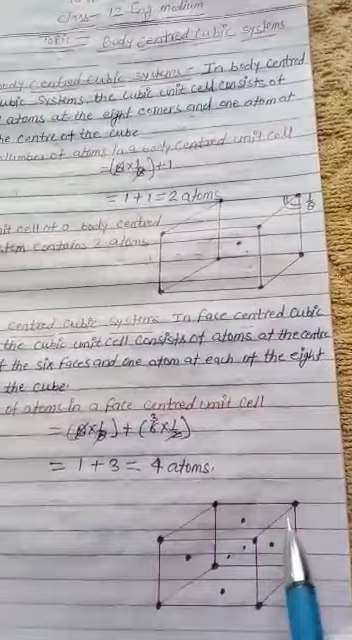 class - 12 Eng medium
Topic - Body Centred Cubic systems
body centred cubic systems - In body centred
cubic systems, the cubic unit cell consists of
atoms at the eight corners and one atom at
the centre of the cube
Number of atoms in a body centred unit cell
= (8 × 1/8) + 1
= 1 + 1 = 2 atoms
unit cell of a body centred
system contains 2 atoms
1/8
centred cubic systems In face centred cubic
the cubic unit cell consists of atoms at the centre
of the six faces and one atom at each of the eight
the cube.
of atoms in a face centred unit cell
= (8 × 1/8) + (6 × 1/2)
= 1 + 3 = 4 atoms.